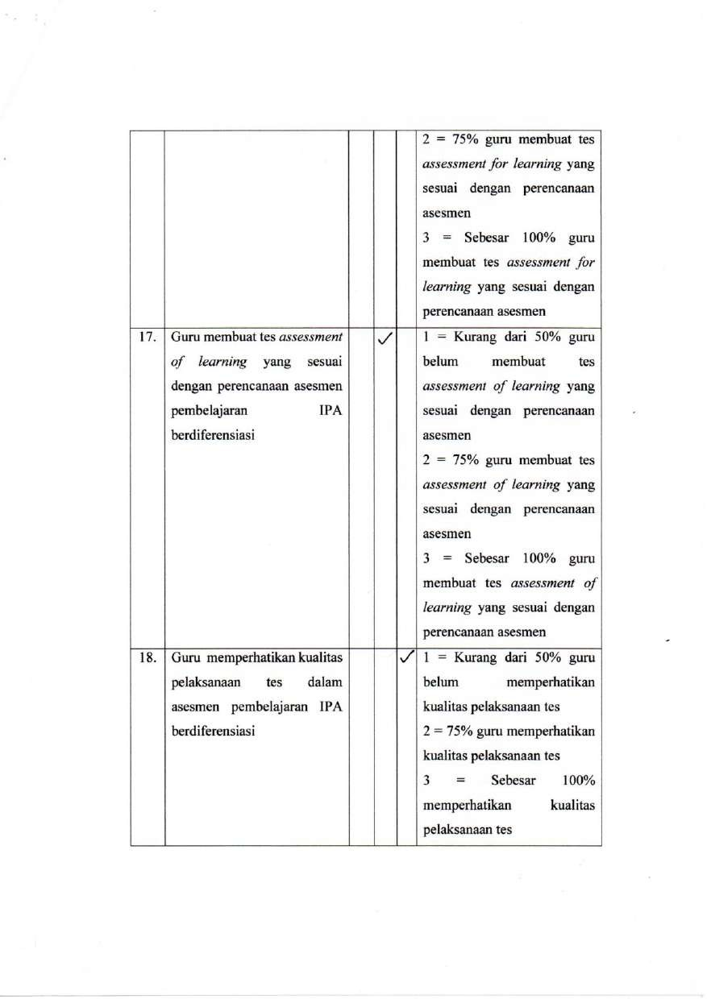 2 = 75% guru membuat tes
assessment for learning yang
sesuai dengan perencanaan
asesmen
3 = Sebesar 100% guru
membuat tes assessment for
learning yang sesuai dengan
perencanaan asesmen
17.
Guru membuat tes assessment
of learning yang sesuai
dengan perencanaan asesmen
pembelajaran IPA
berdiferensiasi
✓
1 = Kurang dari 50% guru
belum membuat tes
assessment of learning yang
sesuai dengan perencanaan
asesmen
2 = 75% guru membuat tes
assessment of learning yang
sesuai dengan perencanaan
asesmen
3 = Sebesar 100% guru
membuat tes assessment of
learning yang sesuai dengan
perencanaan asesmen
18.
Guru memperhatikan kualitas
pelaksanaan tes dalam
asesmen pembelajaran IPA
berdiferensiasi
✓
1 = Kurang dari 50% guru
belum memperhatikan
kualitas pelaksanaan tes
2 = 75% guru memperhatikan
kualitas pelaksanaan tes
3 = Sebesar 100%
memperhatikan kualitas
pelaksanaan tes